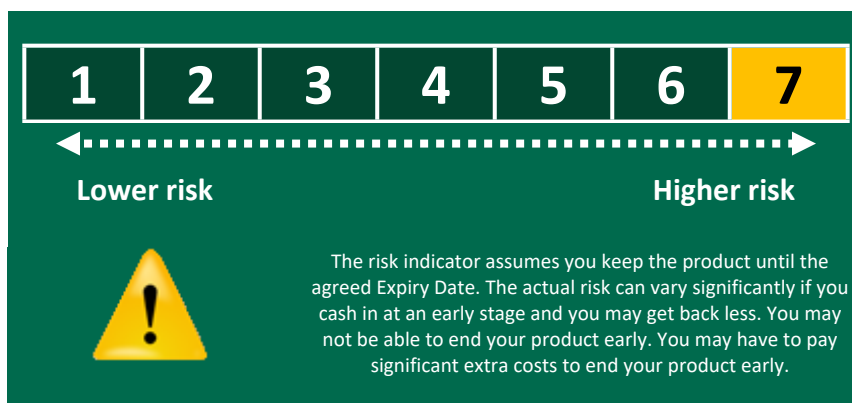 1 2 3 4 5 6 7
Lower risk Higher risk
The risk indicator assumes you keep the product until the
agreed Expiry Date. The actual risk can vary significantly if you
cash in at an early stage and you may get back less. You may
not be able to end your product early. You may have to pay
significant extra costs to end your product early.